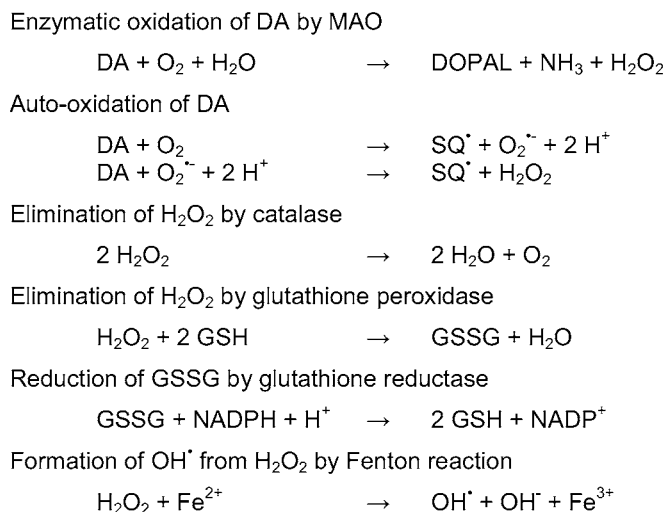 Enzymatic oxidation of DA by MAO
DA + O₂ + H₂O → DOPAL + NH₃ + H₂O₂
Auto-oxidation of DA
DA + O₂ → SQ• + O₂•⁻ + 2 H⁺
DA + O₂•⁻ + 2 H⁺ → SQ• + H₂O₂
Elimination of H₂O₂ by catalase
2 H₂O₂ → 2 H₂O + O₂
Elimination of H₂O₂ by glutathione peroxidase
H₂O₂ + 2 GSH → GSSG + H₂O
Reduction of GSSG by glutathione reductase
GSSG + NADPH + H⁺ → 2 GSH + NADP⁺
Formation of OH• from H₂O₂ by Fenton reaction
H₂O₂ + Fe²⁺ → OH• + OH⁻ + Fe³⁺